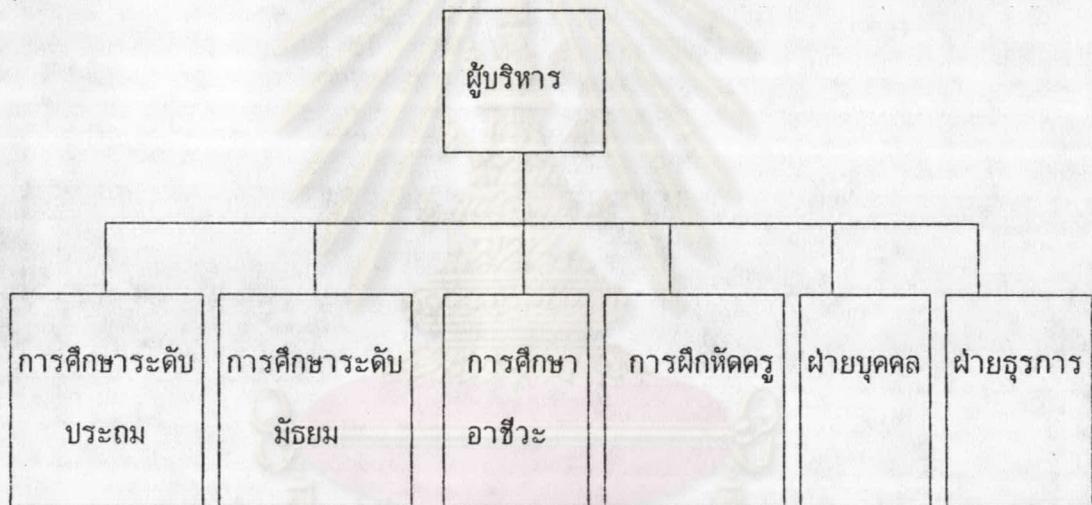 ผู้บริหาร
การศึกษาระดับ
ประถม
การศึกษาระดับ
มัธยม
การศึกษา
อาชีวะ
การฝึกหัดครู
ฝ่ายบุคคล
ฝ่ายธุรการ